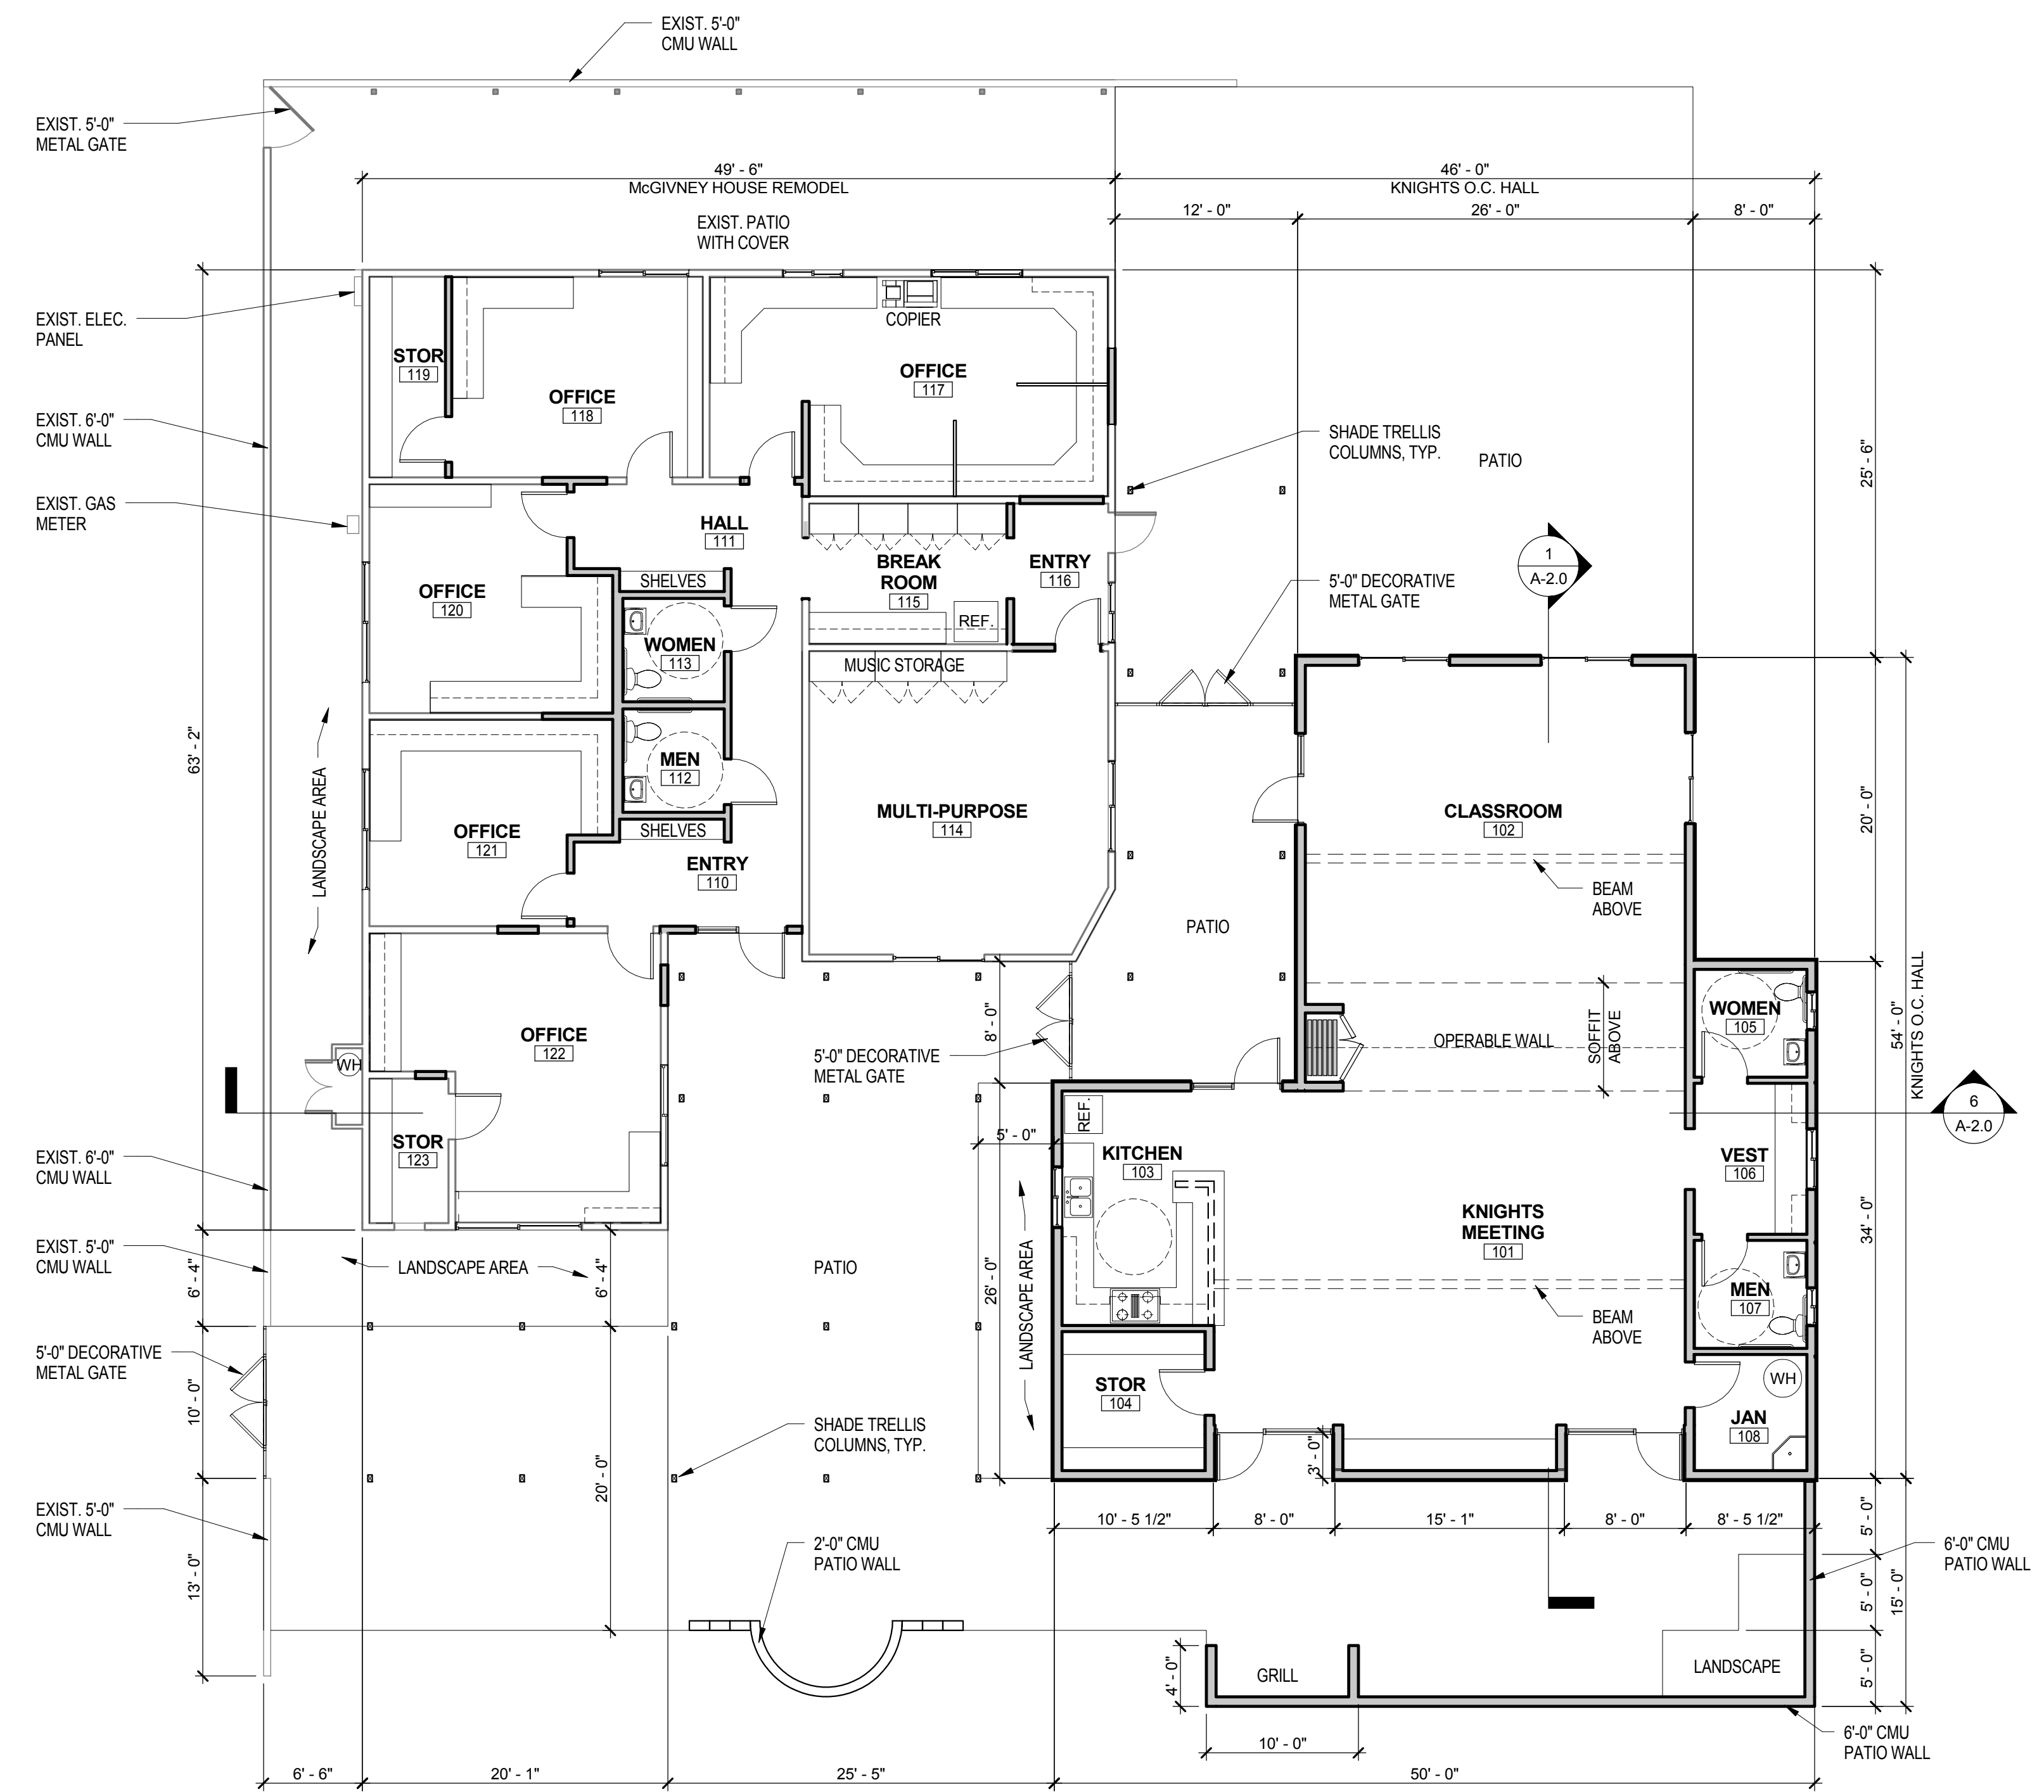 EXIST. 5'-0"
CMU WALL
EXIST. 5'-0"
METAL GATE
49' - 6"
McGIVNEY HOUSE REMODEL
46' - 0"
KNIGHTS O.C. HALL
12' - 0"
26' - 0"
8' - 0"
EXIST. PATIO
WITH COVER
EXIST. ELEC.
PANEL
COPIER
STOR
119
OFFICE
118
OFFICE
117
EXIST. 6'-0"
CMU WALL
SHADE TRELLIS
COLUMNS, TYP.
PATIO
25' - 6"
EXIST. GAS
METER
HALL
111
BREAK
ROOM
115
ENTRY
116
1
A-2.0
SHELVES
OFFICE
120
REF.
5'-0" DECORATIVE
METAL GATE
WOMEN
113
MUSIC STORAGE
63' - 2"
MEN
112
LANDSCAPE AREA
OFFICE
121
SHELVES
MULTI-PURPOSE
114
CLASSROOM
102
20' - 0"
ENTRY
110
BEAM
ABOVE
PATIO
KNIGHTS O.C. HALL
54' - 0"
OFFICE
122
8' - 0"
WOMEN
105
SOFFIT
ABOVE
OPERABLE WALL
5'-0" DECORATIVE
METAL GATE
WH
REF.
6
A-2.0
5' - 0"
STOR
123
KITCHEN
103
VEST
106
EXIST. 6'-0"
CMU WALL
KNIGHTS
MEETING
101
34' - 0"
EXIST. 5'-0"
CMU WALL
LANDSCAPE AREA
6' - 4"
6' - 4"
PATIO
26' - 0"
LANDSCAPE AREA
MEN
107
BEAM
ABOVE
5'-0" DECORATIVE
METAL GATE
10' - 0"
STOR
104
WH
JAN
108
SHADE TRELLIS
COLUMNS, TYP.
3' - 0"
20' - 0"
EXIST. 5'-0"
CMU WALL
10' - 5 1/2"
8' - 0"
15' - 1"
8' - 0"
8' - 5 1/2"
5' - 0"
2'-0" CMU
PATIO WALL
6'-0" CMU
PATIO WALL
13' - 0"
5' - 0"
15' - 0"
GRILL
4' - 0"
LANDSCAPE
5' - 0"
6'-0" CMU
PATIO WALL
10' - 0"
6' - 6"
20' - 1"
25' - 5"
50' - 0"